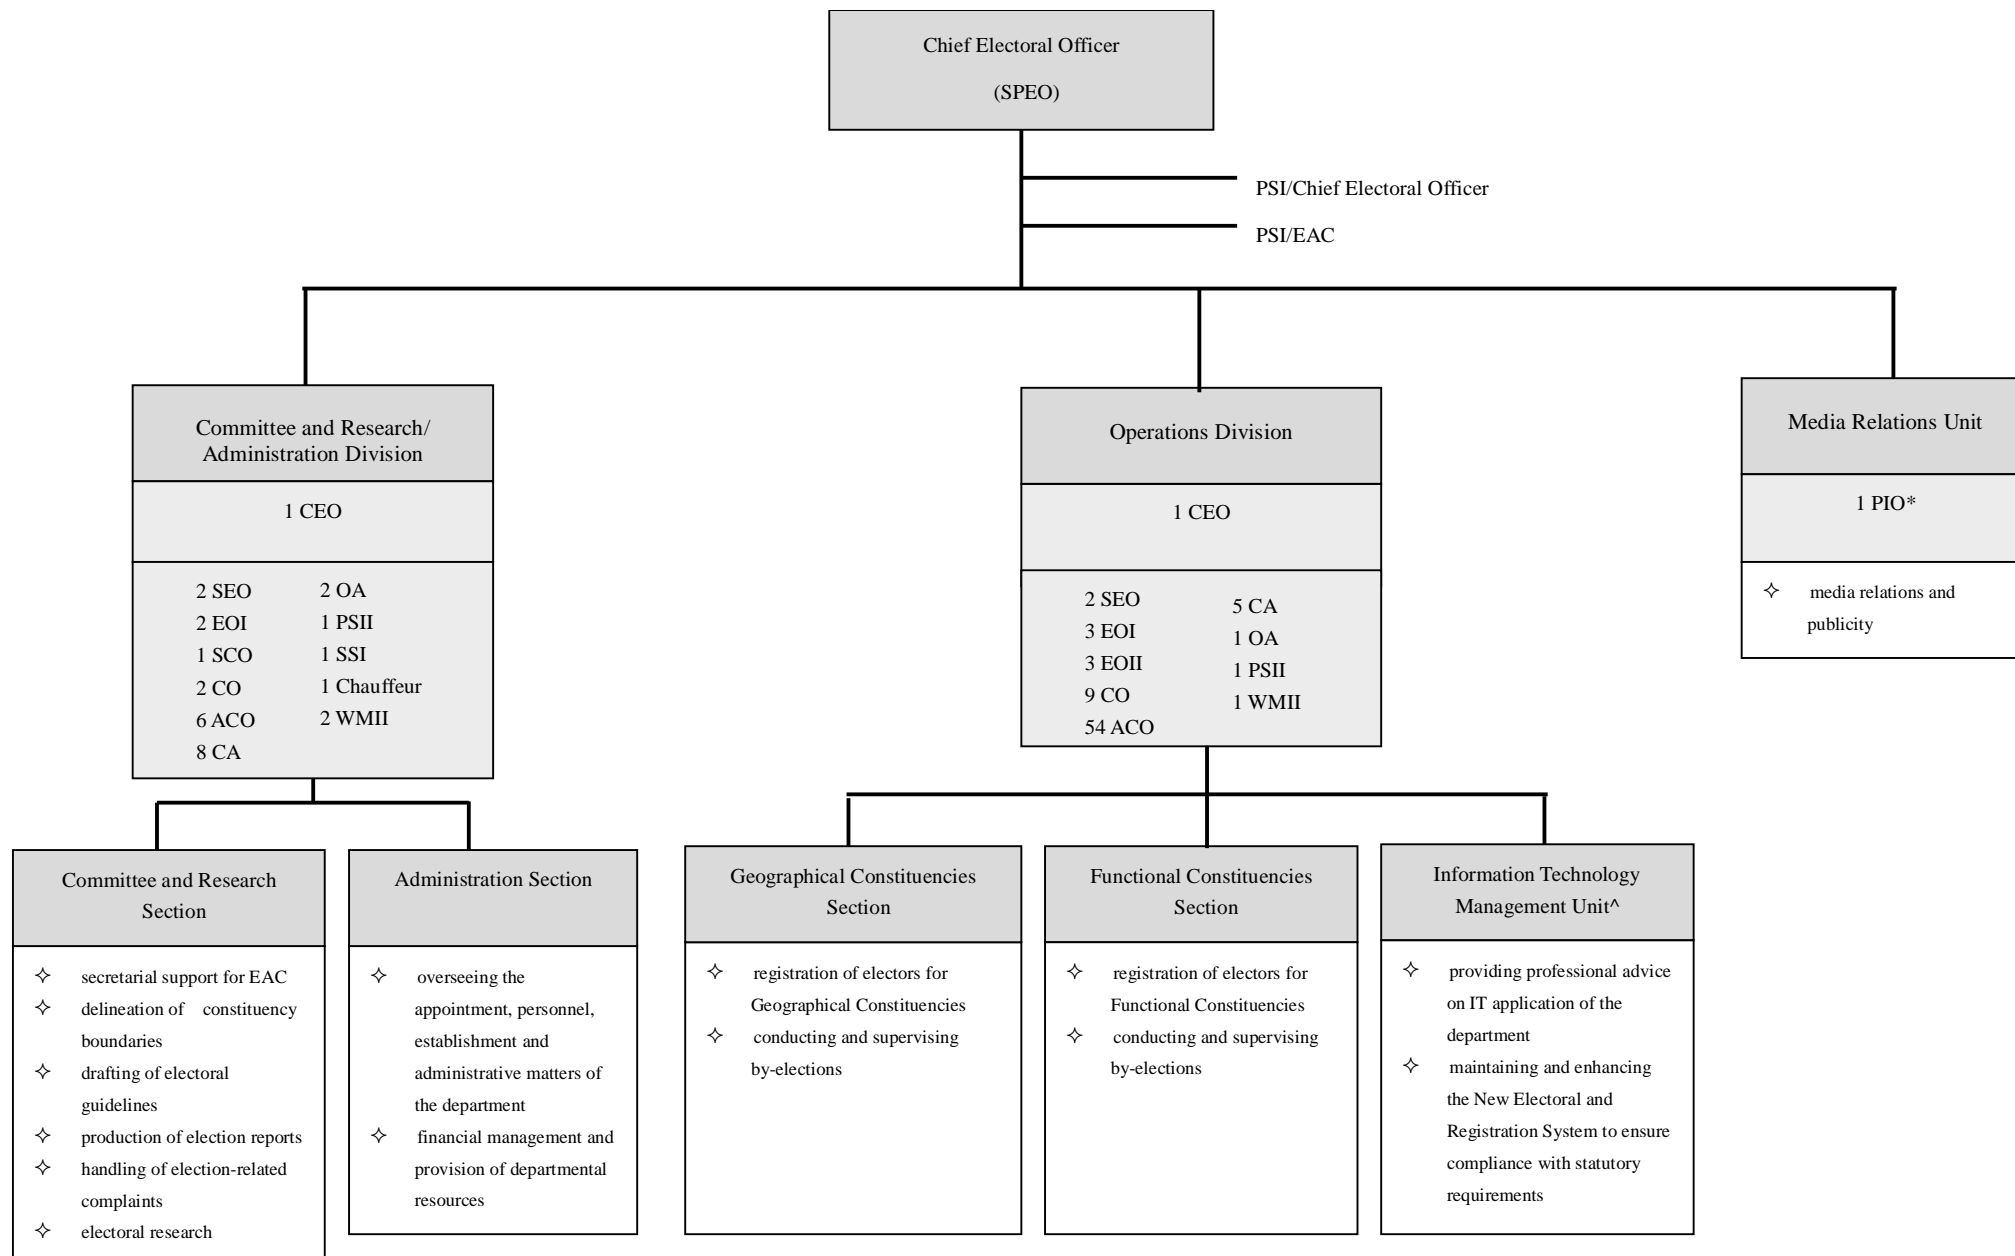 Chief Electoral Officer
(SPEO)
PSI/Chief Electoral Officer
PSI/EAC
Committee and Research/
Administration Division
1 CEO
2 SEO
2 EOI
1 SCO
2 CO
6 ACO
8 CA
2 OA
1 PSII
1 SSI
1 Chauffeur
2 WMII
Operations Division
1 CEO
2 SEO
3 EOI
3 EOII
9 CO
54 ACO
5 CA
1 OA
1 PSII
1 WMII
Media Relations Unit
1 PIO*
✧ media relations and
publicity
Committee and Research
Section
✧ secretarial support for EAC
✧ delineation of constituency
boundaries
✧ drafting of electoral
guidelines
✧ production of election reports
✧ handling of election-related
complaints
✧ electoral research
Administration Section
✧ overseeing the
appointment, personnel,
establishment and
administrative matters of
the department
✧ financial management and
provision of departmental
resources
Geographical Constituencies
Section
✧ registration of electors for
Geographical Constituencies
✧ conducting and supervising
by-elections
Functional Constituencies
Section
✧ registration of electors for
Functional Constituencies
✧ conducting and supervising
by-elections
Information Technology
Management Unit^
✧ providing professional advice
on IT application of the
department
✧ maintaining and enhancing
the New Electoral and
Registration System to ensure
compliance with statutory
requirements